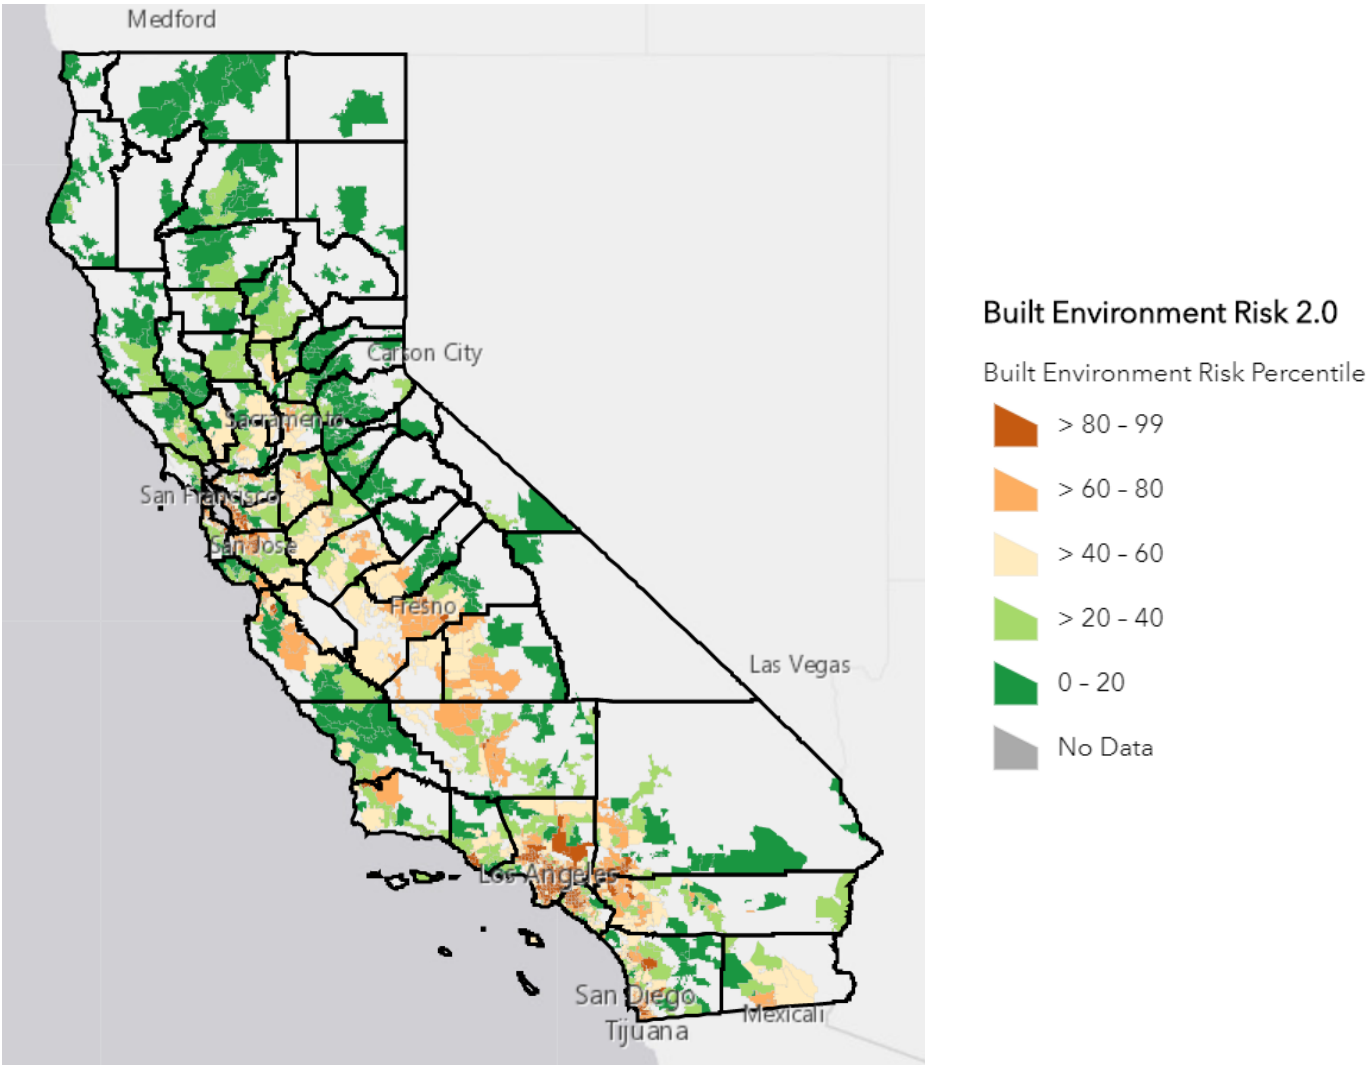 Medford
Carson City
Sacramento
San Francisco
San Jose
Fresno
Las Vegas
Los Angeles
San Diego
Mexicali
Tijuana
Built Environment Risk 2.0
Built Environment Risk Percentile
> 80 - 99
> 60 - 80
> 40 - 60
> 20 - 40
0 - 20
No Data